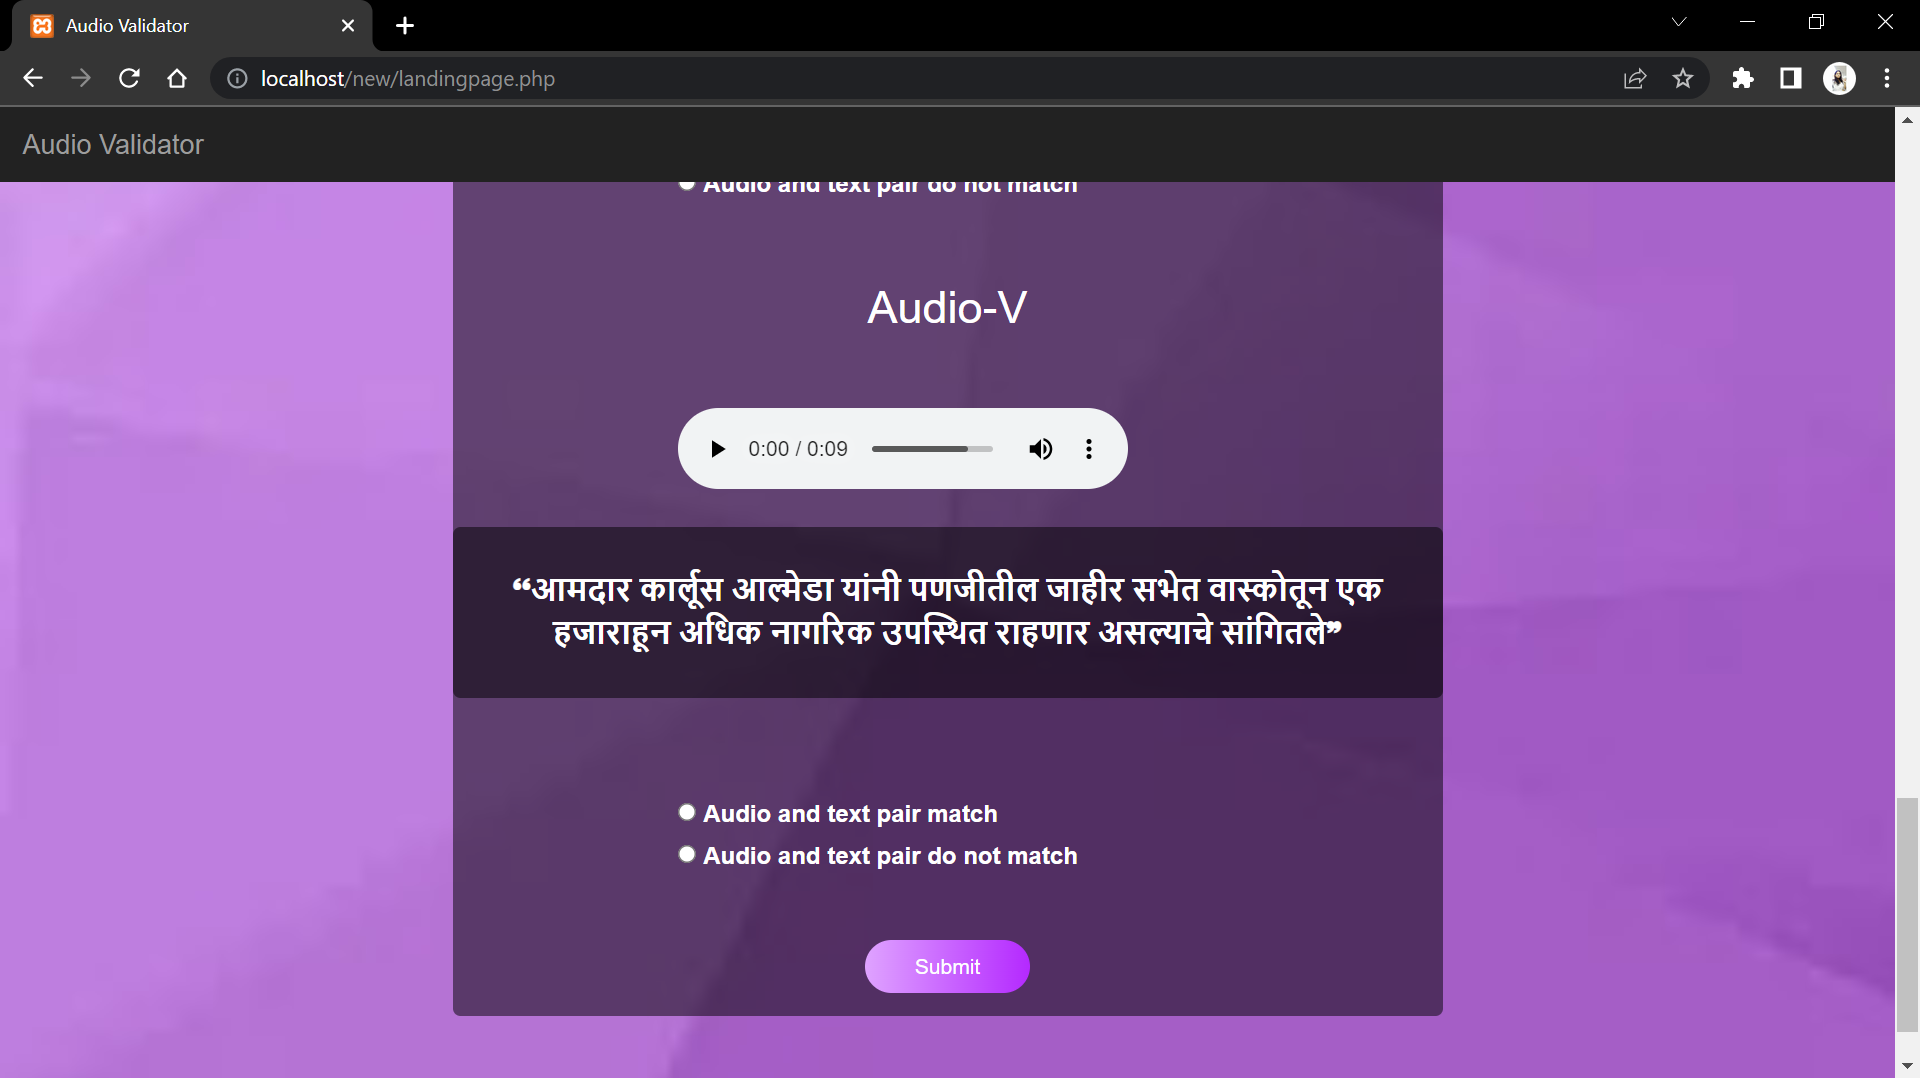 Audio Validator
localhost/new/landingpage.php
Audio Validator
Audio and text pair do not match
Audio-V
0:00 / 0:09
“आमदार कार्लूस आल्मेडा यांनी पणजीतील जाहीर सभेत वास्कोतून एक
हजाराहून अधिक नागरिक उपस्थित राहणार असल्याचे सांगितले”
Audio and text pair match
Audio and text pair do not match
Submit